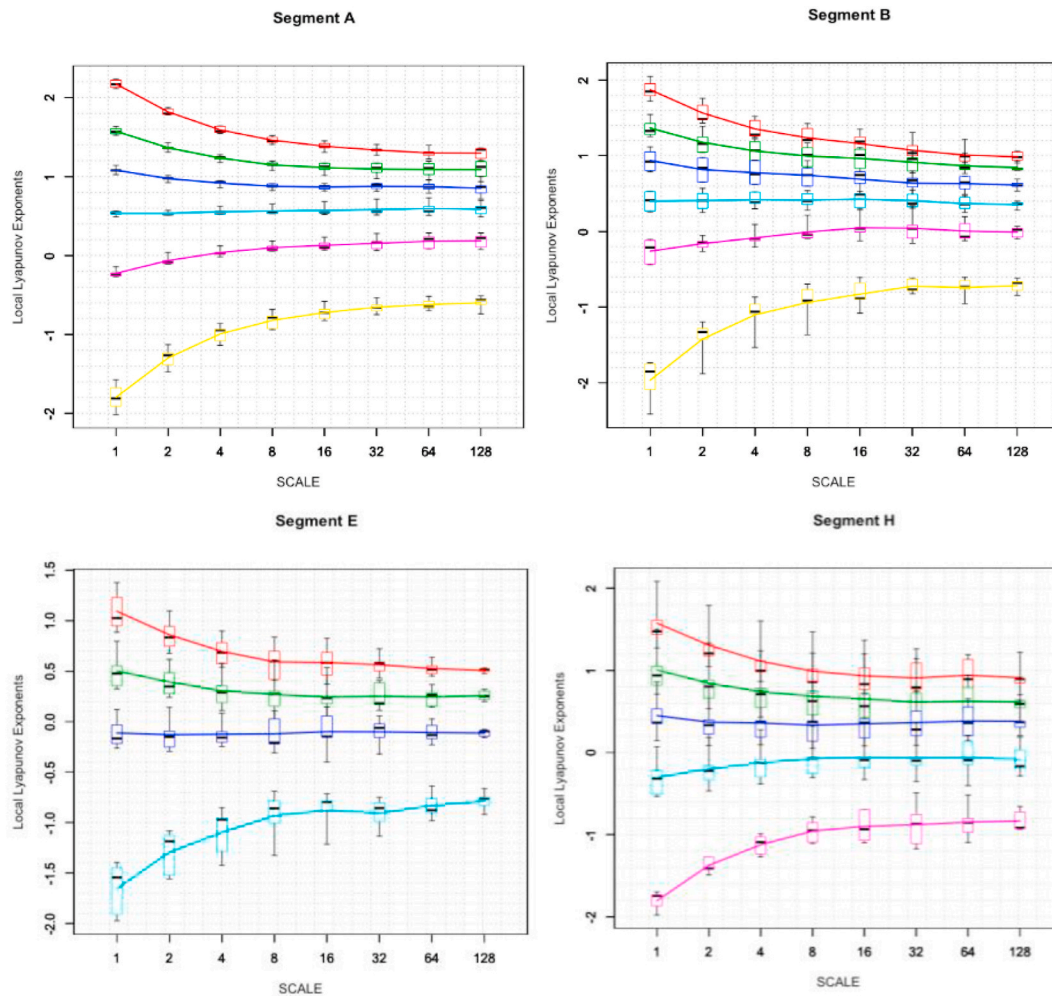 Segment A
Segment B
Local Lyapunov Exponents
2
1
0
-1
-2
1 2 4 8 16 32 64 128
SCALE
Local Lyapunov Exponents
2
1
0
-1
-2
1 2 4 8 16 32 64 128
SCALE
Segment E
Segment H
Local Lyapunov Exponents
1.5
1.0
0.5
0.0
-0.5
-1.0
-1.5
-2.0
1 2 4 8 16 32 64 128
SCALE
Local Lyapunov Exponents
2
1
0
-1
-2
1 2 4 8 16 32 64 128
SCALE